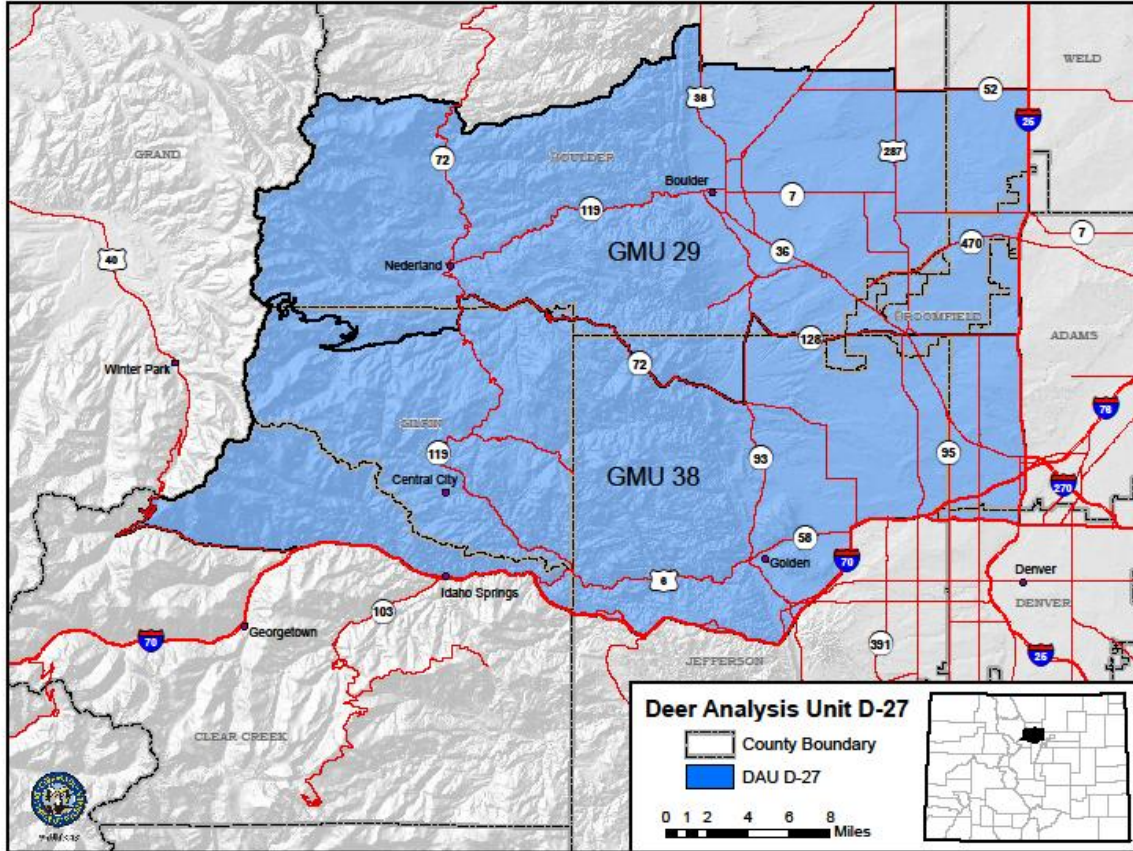 WELD
52
38
25
GRAND
72
BOULDER
287
Boulder
7
119
36
470
7
40
Nederland
GMU 29
BROOMFIELD
128
ADAMS
Winter Park
72
76
GILPIN
119
93
95
Central City
GMU 38
270
58
Golden
70
Denver
6
Idaho Springs
DENVER
103
Georgetown
70
391
25
JEFFERSON
CLEAR CREEK
Deer Analysis Unit D-27
County Boundary
DAU D-27
0 1 2 4 6 8
Miles